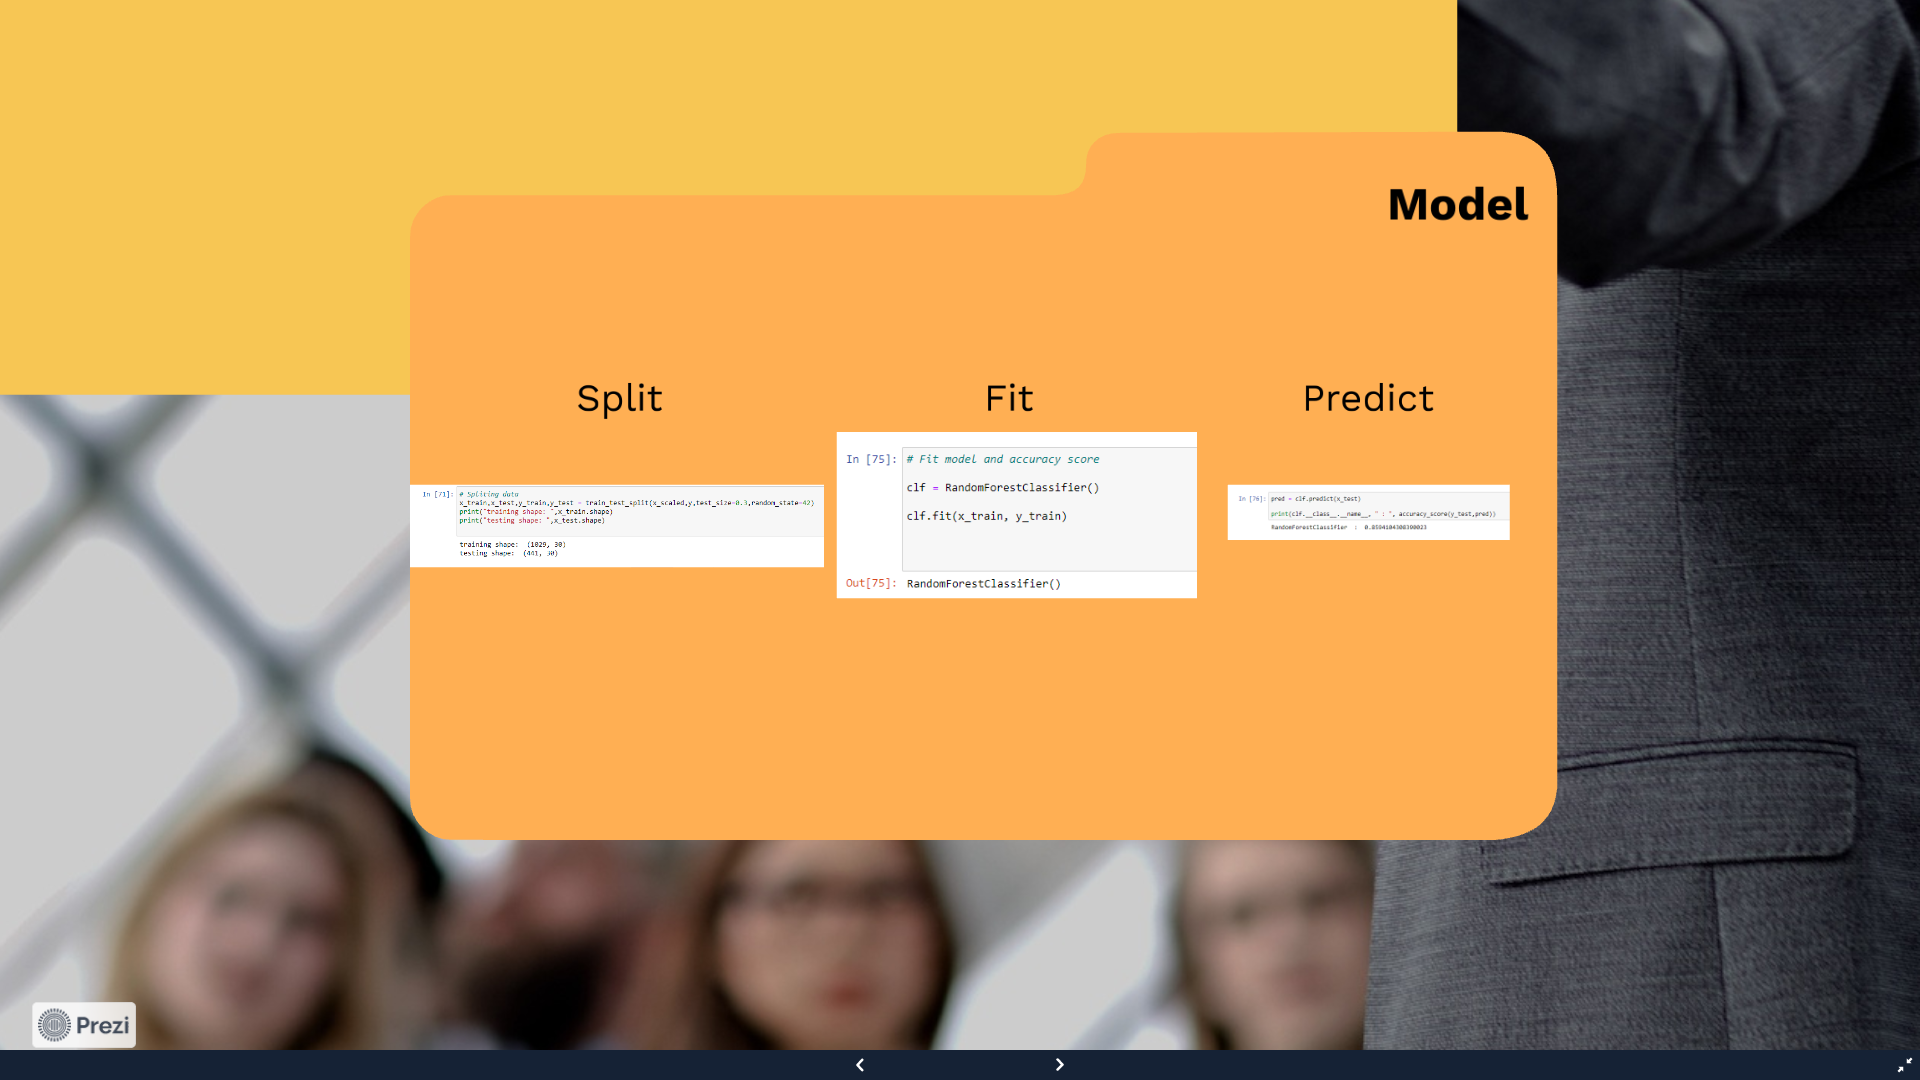 Model
Split
Fit
Predict
In [71]: # Spliting data
x_train,x_test,y_train,y_test = train_test_split(x_scaled,y,test_size=0.3,random_state=42)
print("training shape: ",x_train.shape)
print("testing shape: ",x_test.shape)
training shape:  (1029, 30)
testing shape:  (441, 30)
In [75]: # Fit model and accuracy score
clf = RandomForestClassifier()
clf.fit(x_train, y_train)
Out[75]: RandomForestClassifier()
In [76]: pred = clf.predict(x_test)
print(clf.__class__.__name__, " : ", accuracy_score(y_test,pred))
RandomForestClassifier  :
Prezi